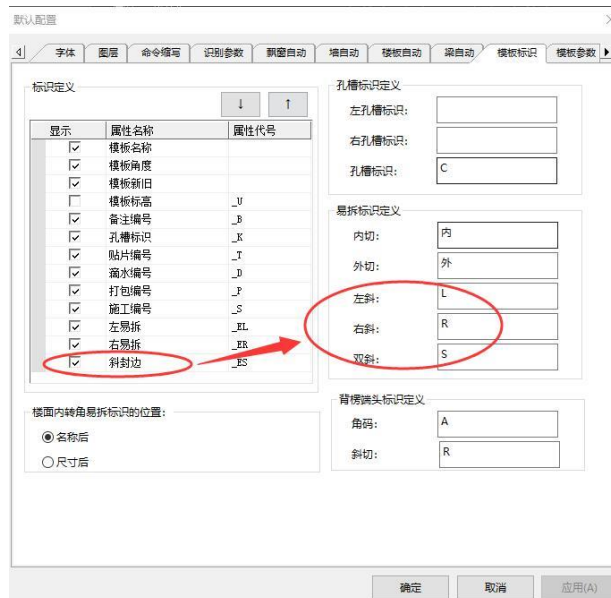 默认配置
字体 图层 命令缩写 识别参数 飘窗自动 墙自动 楼板自动 梁自动 模板标识 模板参数
标识定义
↓ ↑
显示 属性名称 属性代号
模板名称
模板角度
模板新旧
模板标高 _U
备注编号 _B
孔槽标识 _K
贴片编号 _T
滴水编号 _D
打包编号 _P
施工编号 _S
左易拆 _EL
右易拆 _ER
斜封边 _ES
楼面内转角易拆标识的位置:
名称后
尺寸后
孔槽标识定义
左孔槽标识:
右孔槽标识:
孔槽标识: C
易拆标识定义
内切: 内
外切: 外
左斜: L
右斜: R
双斜: S
背楞端头标识定义
角码: A
斜切: R
确定 取消 应用(A)